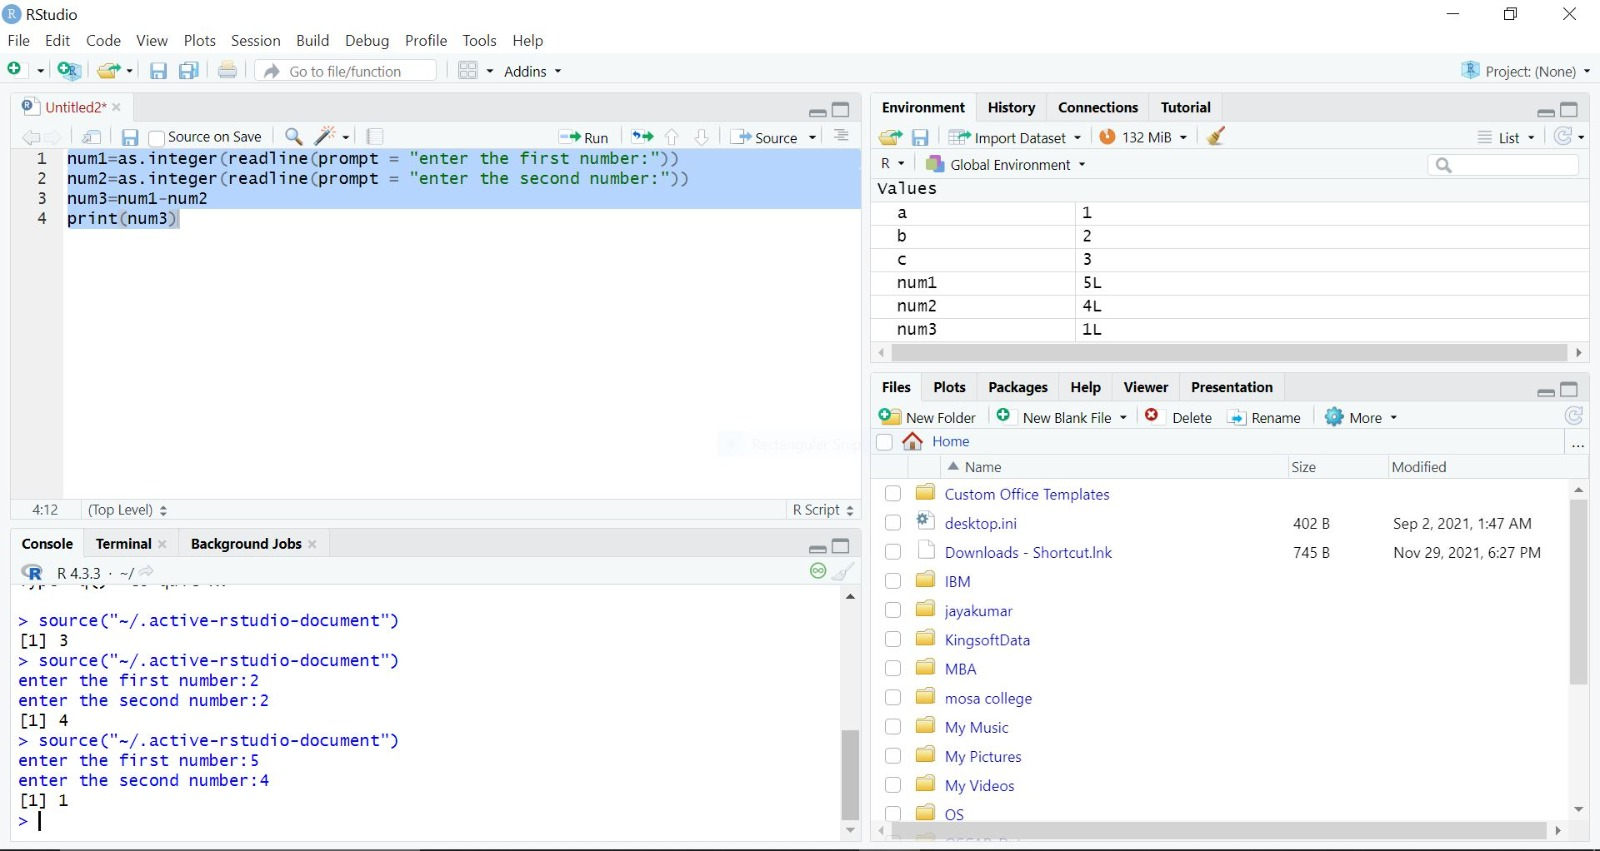 RStudio
File Edit Code View Plots Session Build Debug Profile Tools Help
Go to file/function Addins Project: (None)
Untitled2*
Source on Save Run Source
1 num1=as.integer(readline(prompt = "enter the first number:"))
2 num2=as.integer(readline(prompt = "enter the second number:"))
3 num3=num1-num2
4 print(num3)
4:12 (Top Level) R Script
Console Terminal Background Jobs
R 4.3.3 · ~/
> source("~/.active-rstudio-document")
[1] 3
> source("~/.active-rstudio-document")
enter the first number:2
enter the second number:2
[1] 4
> source("~/.active-rstudio-document")
enter the first number:5
enter the second number:4
[1] 1
>
Environment History Connections Tutorial
Import Dataset 132 MiB List
R Global Environment
Values
a 1
b 2
c 3
num1 5L
num2 4L
num3 1L
Files Plots Packages Help Viewer Presentation
New Folder New Blank File Delete Rename More
Home ...
Name Size Modified
Custom Office Templates
desktop.ini 402 B Sep 2, 2021, 1:47 AM
Downloads - Shortcut.lnk 745 B Nov 29, 2021, 6:27 PM
IBM
jayakumar
KingsoftData
MBA
mosa college
My Music
My Pictures
My Videos
OS